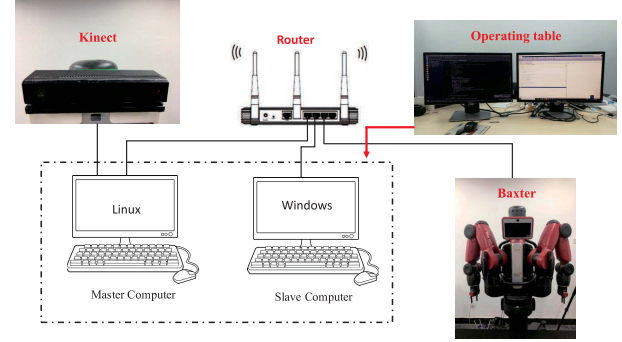 Kinect
Router
Operating table
Linux
Windows
Baxter
Master Computer
Slave Computer